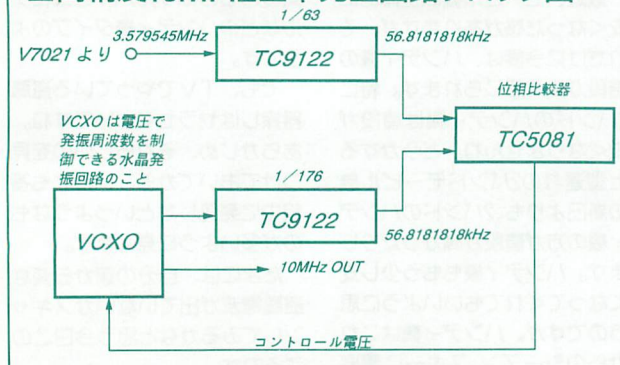 1/63
3.579545MHz
56.8181818kHz
V7021より
TC9122
位相比較器
TC5081
VCXOは電圧で
発振周波数を制
御できる水晶発
振回路のこと
1/176
TC9122
56.8181818kHz
VCXO
10MHz OUT
コントロール電圧